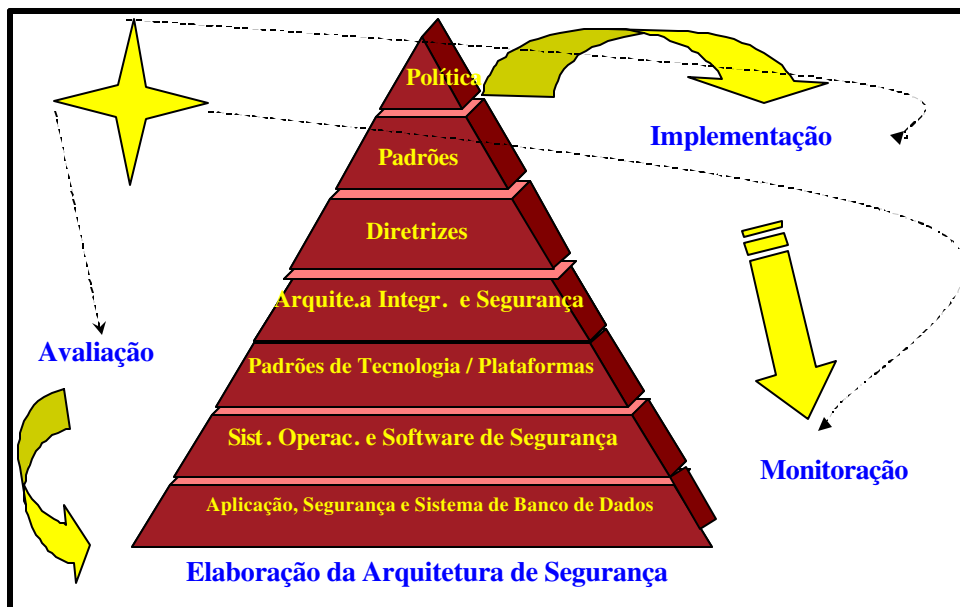 Política
Implementação
Padrões
Diretrizes
Arquite.a Integr. e Segurança
Avaliação
Padrões de Tecnologia / Plataformas
Sist. Operac. e Software de Segurança
Monitoração
Aplicação, Segurança e Sistema de Banco de Dados
Elaboração da Arquitetura de Segurança